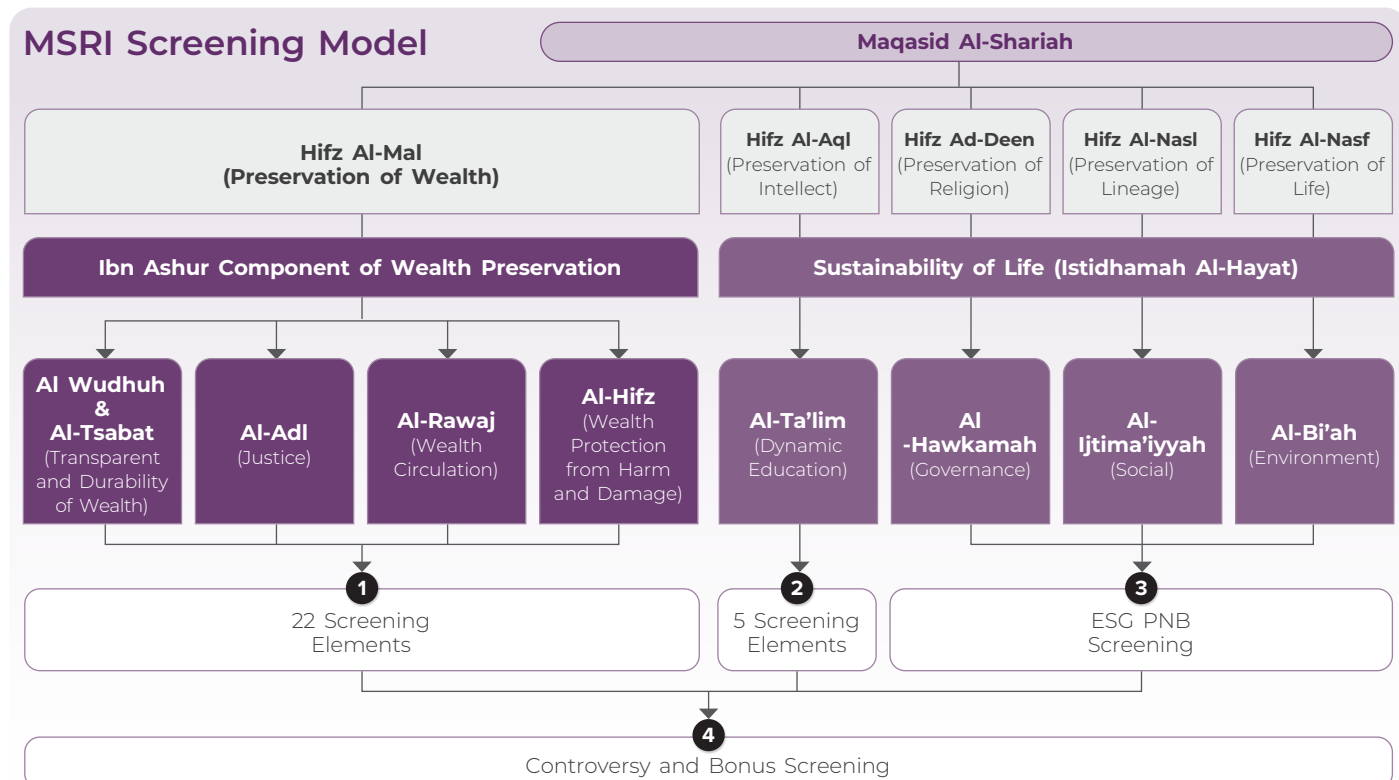 MSRI Screening Model
Maqasid Al-Shariah
Hifz Al-Mal
(Preservation of Wealth)
Hifz Al-Aql
(Preservation of
Intellect)
Hifz Ad-Deen
(Preservation of
Religion)
Hifz Al-Nasl
(Preservation of
Lineage)
Hifz Al-Nasf
(Preservation of
Life)
Ibn Ashur Component of Wealth Preservation
Sustainability of Life (Istidhamah Al-Hayat)
Al Wudhuh
&
Al-Tsabat
(Transparent
and Durability
of Wealth)
Al-Adl
(Justice)
Al-Rawaj
(Wealth
Circulation)
Al-Hifz
(Wealth
Protection
from Harm
and Damage)
Al-Ta’lim
(Dynamic
Education)
Al
-Hawkamah
(Governance)
Al-
Ijtima’iyyah
(Social)
Al-Bi’ah
(Environment)
1
22 Screening
Elements
2
5 Screening
Elements
3
ESG PNB
Screening
4
Controversy and Bonus Screening